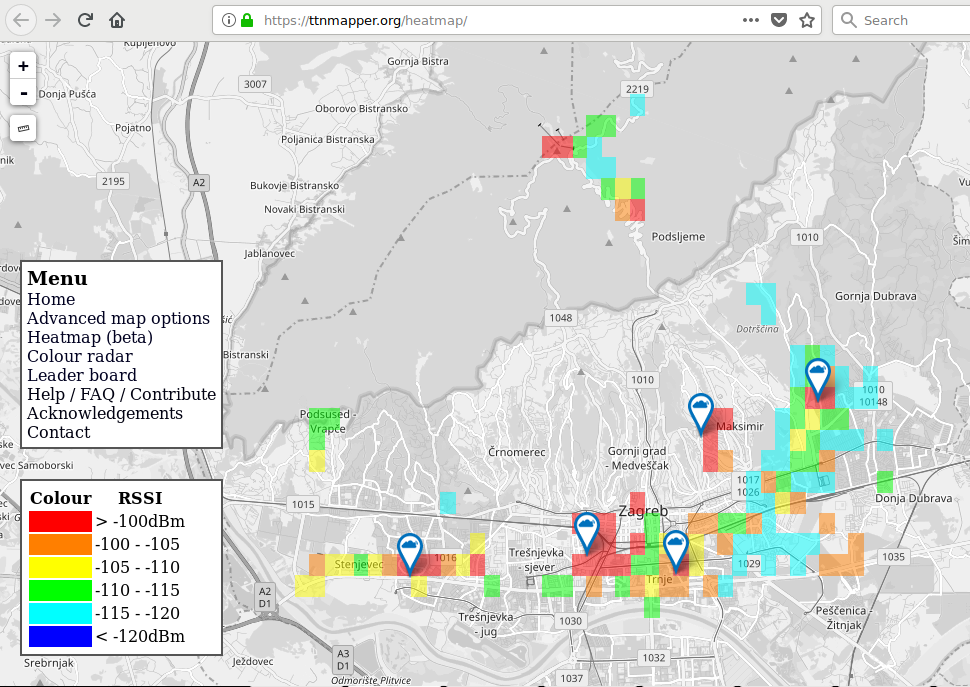 https://ttnmapper.org/heatmap/
Search
Kupljenovo
Gornja Bistra
+
3007
2219
-
Donja Pušća
Oborovo Bistransko
Pojatno
Poljanica Bistranska
2195
A2
Bukovje Bistransko
Novaki Bistranski
Podsljeme
1010
Jablanovec
Menu
Home
Advanced map options
Heatmap (beta)
Colour radar
Leader board
Help / FAQ / Contribute
Acknowledgements
Contact
Gornja Dubrava
1048
Dotrščina
Bistranski
1010
1010
10148
Podsused -
Vrapče
Maksimir
Črnomerec
Gornji grad
- Medveščak
vec Samoborski
1017
1026
Donja Dubrava
Colour RSSI
> -100dBm
-100 - -105
-105 - -110
-110 - -115
-115 - -120
< -120dBm
1015
Zagreb
Trešnjevka
sjever
1016
Stenjevec
1035
1029
Trnje
A2
D1
Peščenica -
Žitnjak
Trešnjevka
- jug
1030
A3
D1
1032
Srebrnjak
Ježdovec
1037
Odmorište Plitvice